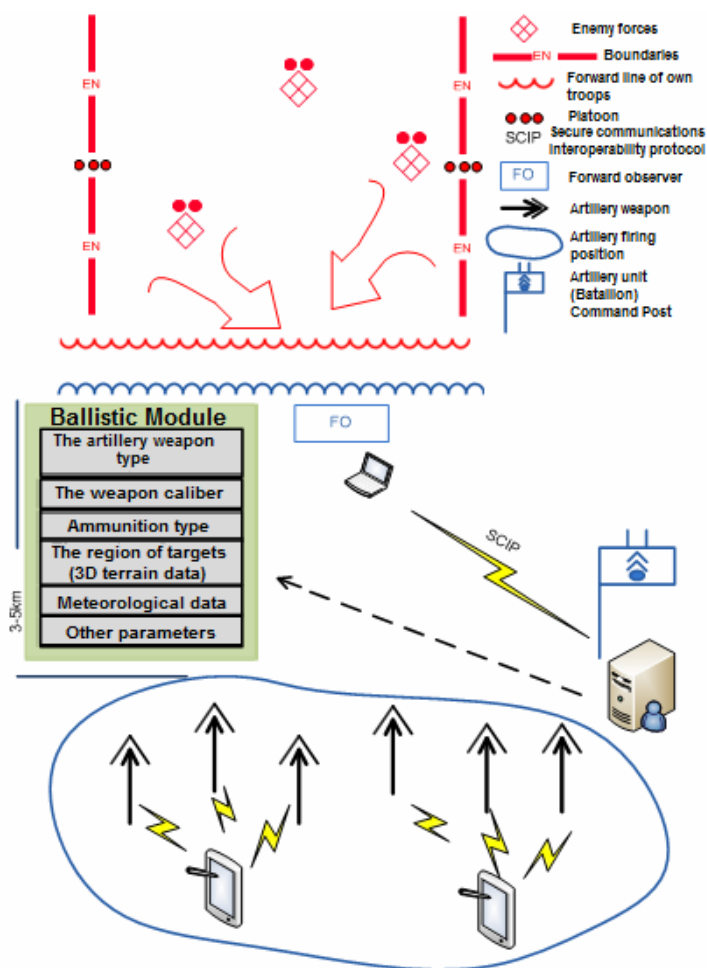 Enemy forces
EN
Boundaries
Forward line of own
troops
Platoon
SCIP
Secure communications
Interoperability protocol
FO
Forward observer
Artillery weapon
Artillery firing
position
Artillery unit
(Batallion)
Command Post
EN
EN
EN
EN
Ballistic Module
The artillery weapon
type
The weapon caliber
Ammunition type
The region of targets
(3D terrain data)
Meteorological data
Other parameters
3-5km
FO
SCIP